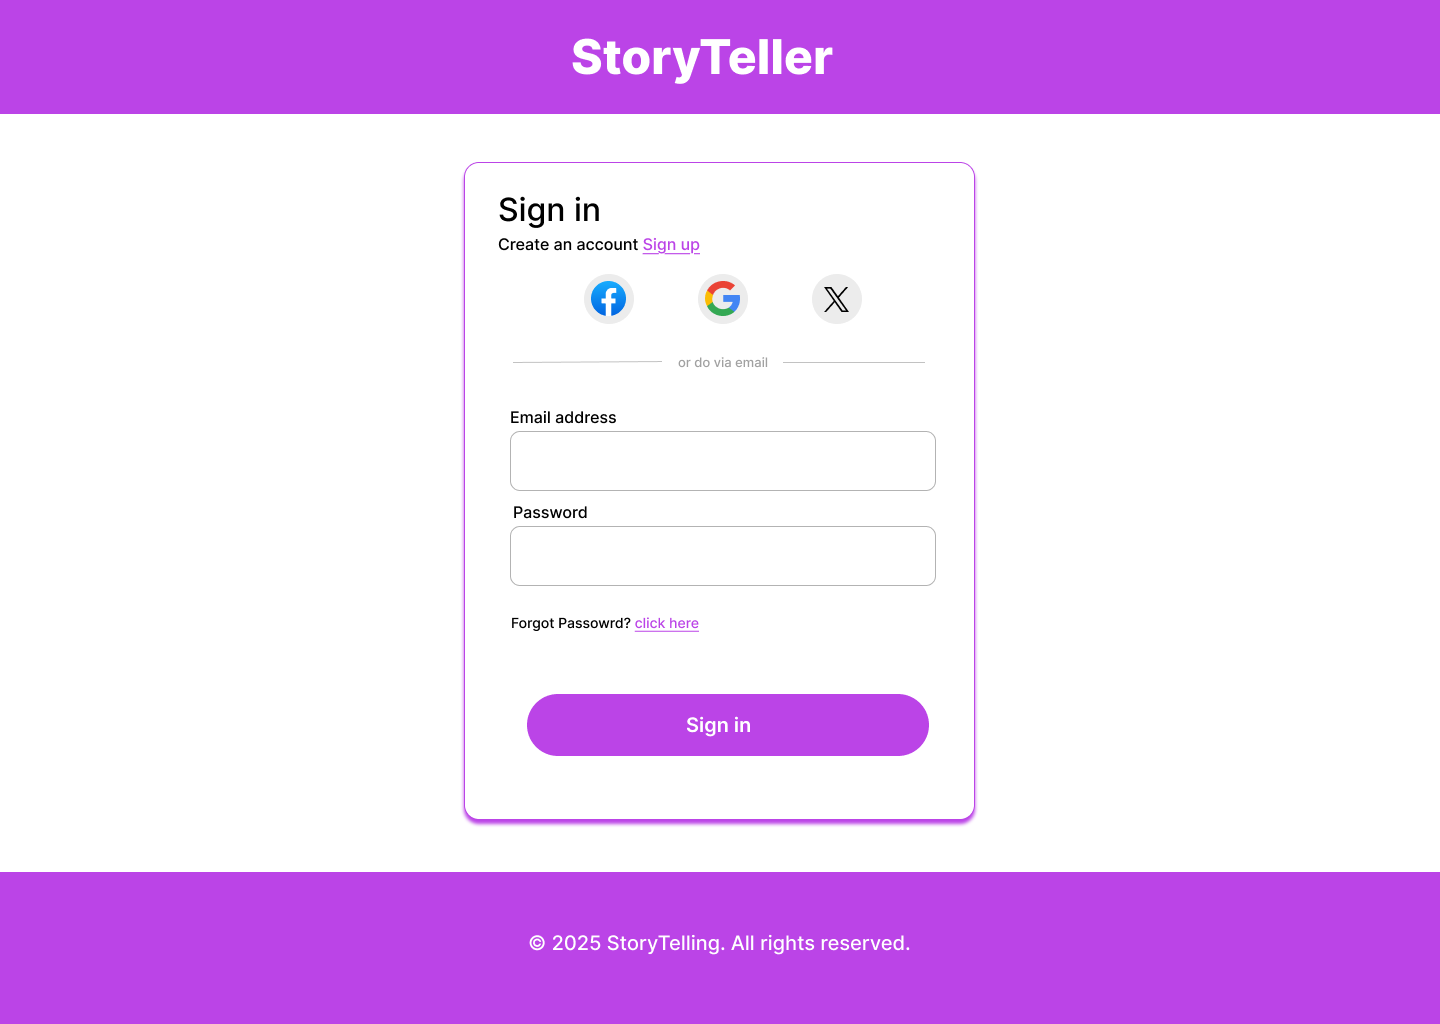 StoryTeller
Sign in
Create an account Sign up
or do via email
Email address
Password
Forgot Passowrd? click here
Sign in
© 2025 StoryTelling. All rights reserved.